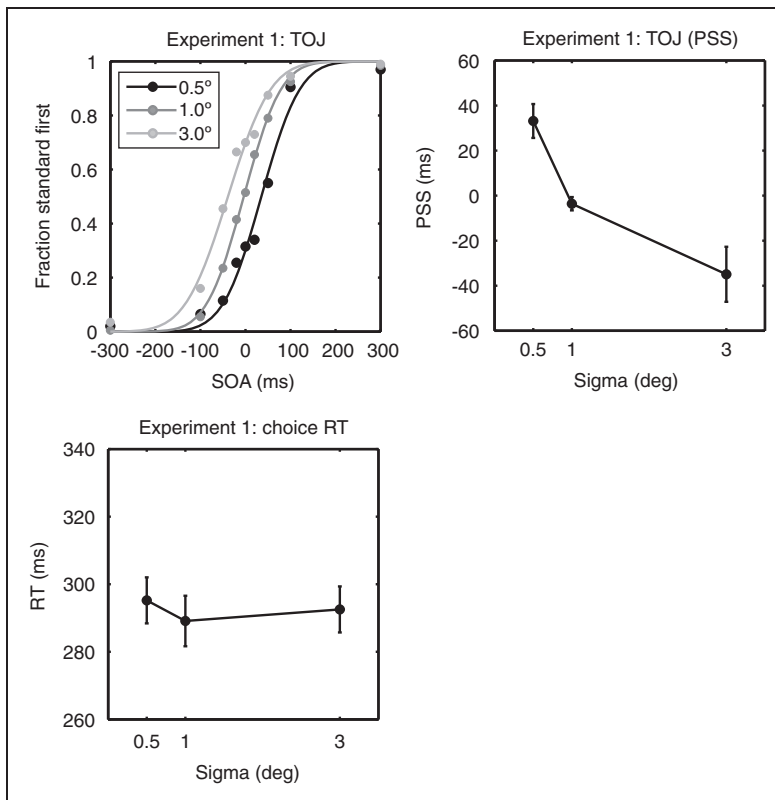 Experiment 1: TOJ
Fraction standard first
1
0.8
0.6
0.4
0.2
0
0.5º
1.0º
3.0º
-300 -200 -100 0 100 200 300
SOA (ms)
Experiment 1: TOJ (PSS)
PSS (ms)
60
40
20
0
-20
-40
-60
0.5 1 3
Sigma (deg)
Experiment 1: choice RT
RT (ms)
340
320
300
280
260
0.5 1 3
Sigma (deg)